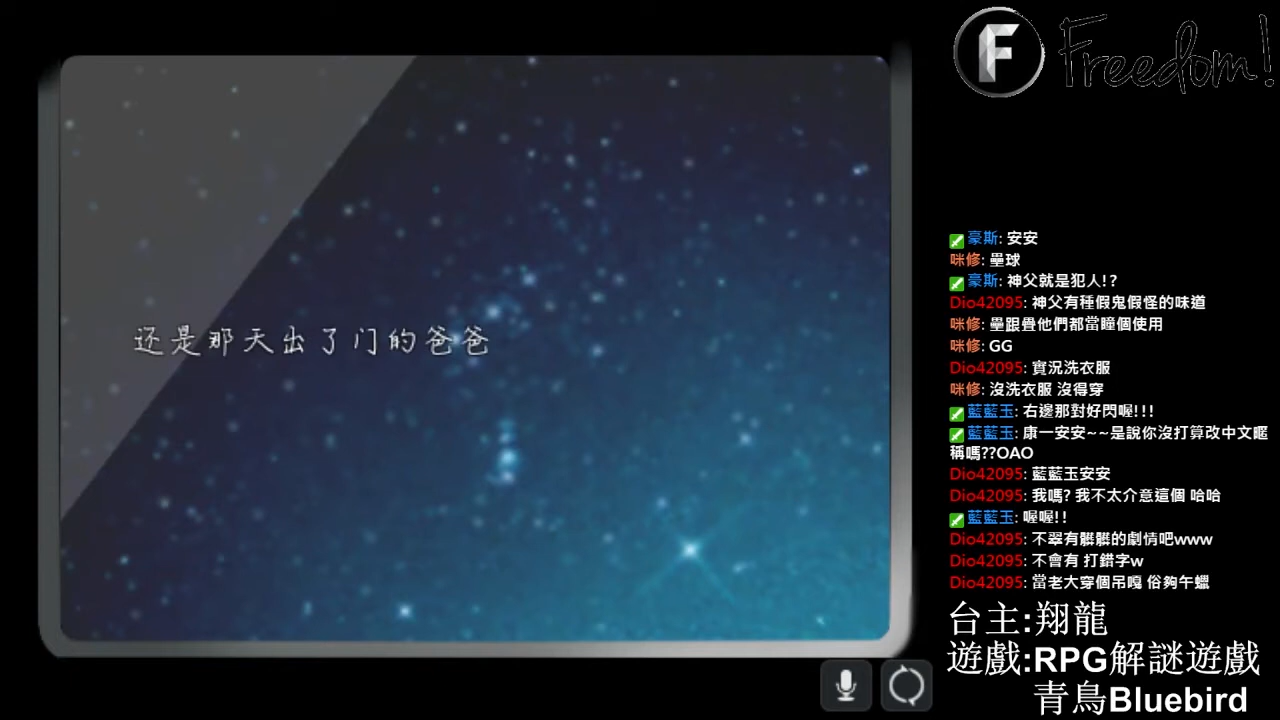 F Freedom!
还是那天出了门的爸爸
豪斯: 安安
咪修: 壘球
豪斯: 神父就是犯人!?
Dio42095: 神父有種假鬼假怪的味道
咪修: 壘跟疊他們都當瞳個使用
咪修: GG
Dio42095: 實況洗衣服
咪修: 沒洗衣服 沒得穿
藍藍玉: 右邊那對好閃喔!!!
藍藍玉: 康一安安~~是說你沒打算改中文暱
稱嗎??OAO
Dio42095: 藍藍玉安安
Dio42095: 我嗎? 我不太介意這個 哈哈
藍藍玉: 喔喔!!
Dio42095: 不翠有髒髒的劇情吧www
Dio42095: 不會有 打錯字w
Dio42095: 當老大穿個吊嘎 俗夠午蠟
台主:翔龍
遊戲:RPG解謎遊戲
青鳥Bluebird